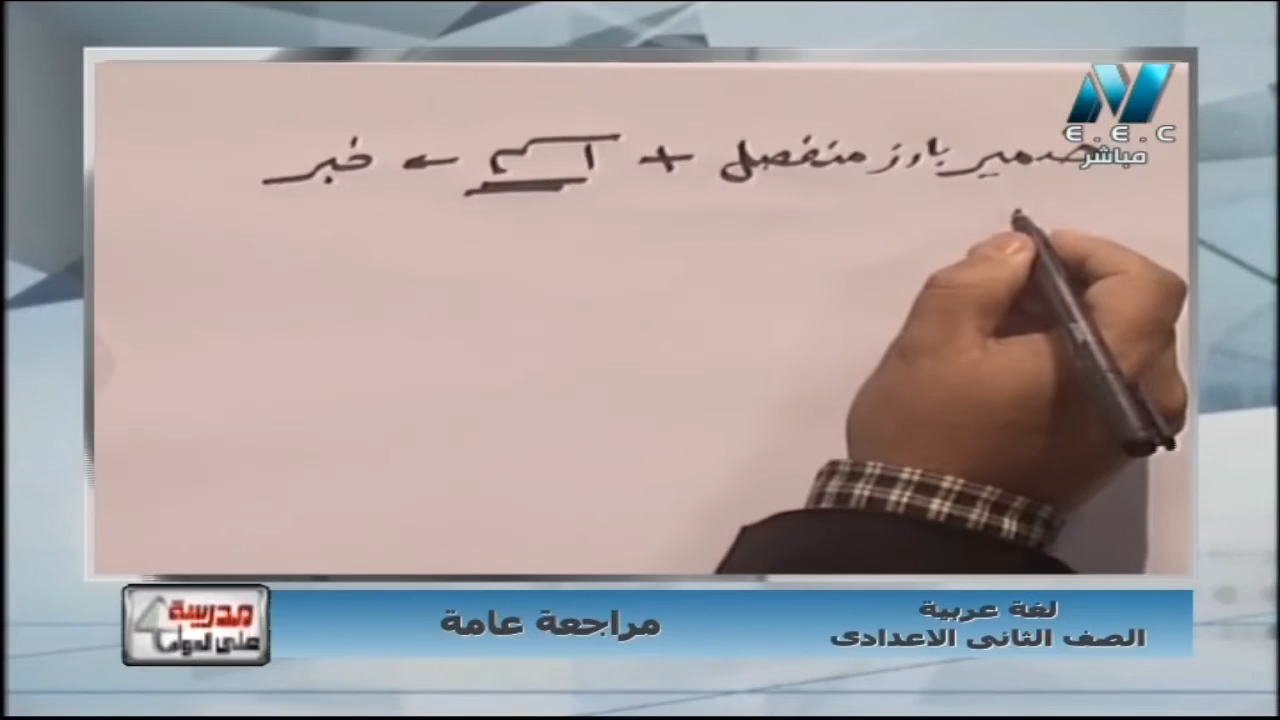 E.E.C
مباشر
ضمير بارز منفصل + اسم ← خبر
لغة عربية
الصف الثانى الاعدادى
مراجعة عامة
مدرسة
على الهواء